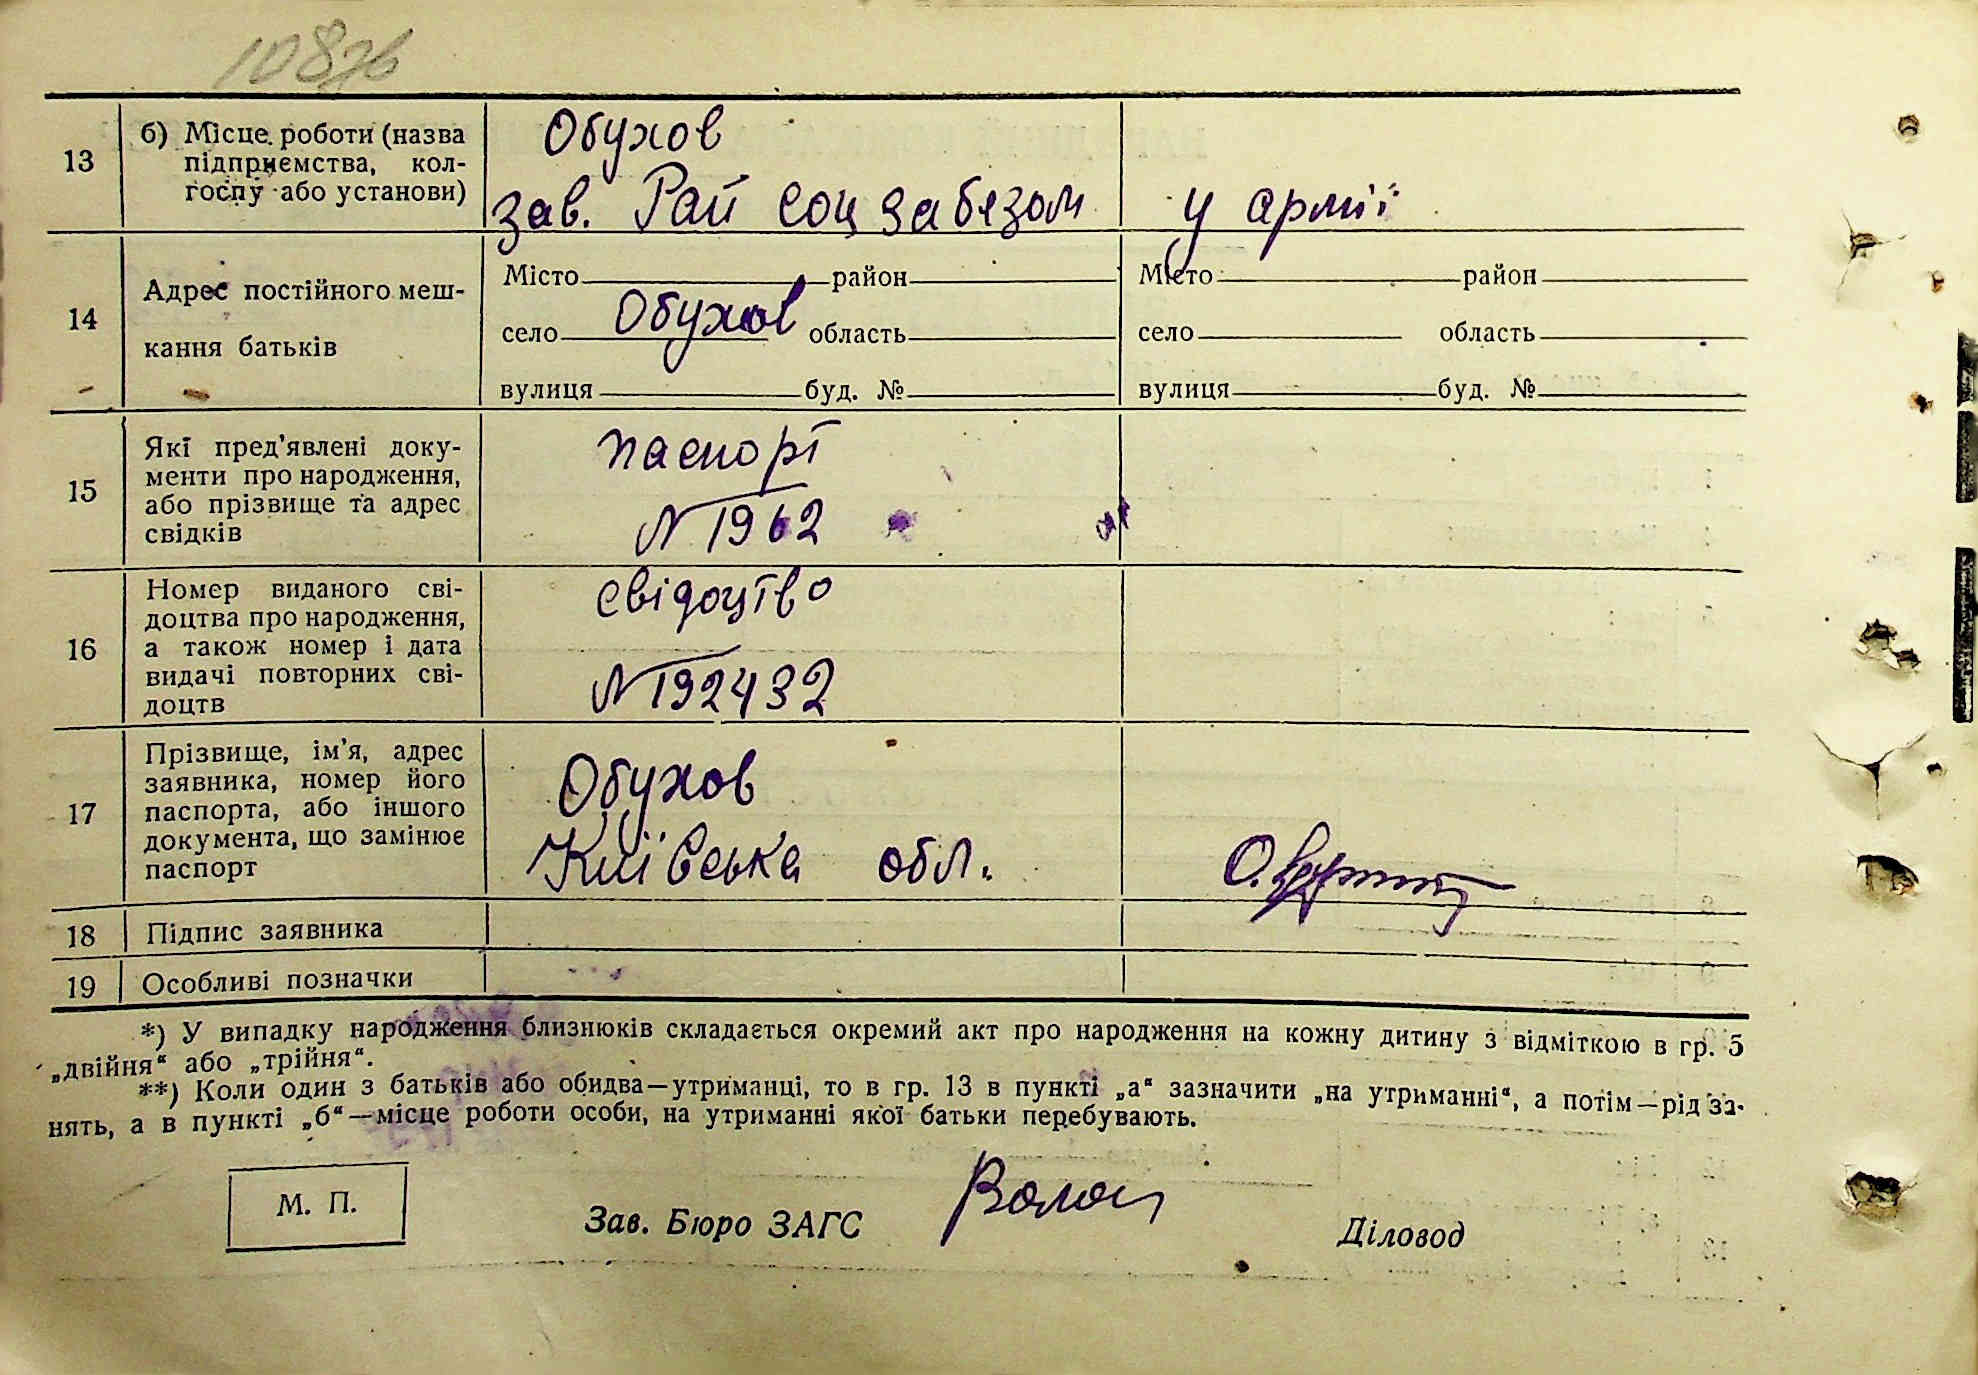 108зв
13
б) Місце роботи (назва
підприємства, кол-
госпу або установи)
Обухов
зав. Рай соц забезом
у армії
14
Адрес постійного меш-
кання батьків
Місто район
село Обухов область
вулиця буд. №
Місто район
село область
вулиця буд. №
15
Які пред'явлені доку-
менти про народження,
або прізвище та адрес
свідків
паспорт
N 1962
16
Номер виданого сві-
доцтва про народження,
а також номер і дата
видачі повторних сві-
доцтв
свідоцтво
N 192432
17
Прізвище, ім'я, адрес
заявника, номер його
паспорта, або іншого
документа, що замінює
паспорт
Обухов
Київська обл.
18
Підпис заявника
19
Особливі позначки
*) У випадку народження близнюків складається окремий акт про народження на кожну дитину з відміткою в гр. 5
„двійня“ або „трійня“.
**) Коли один з батьків або обидва—утриманці, то в гр. 13 в пункті „а“ зазначити „на утриманні“, а потім—рід за-
нять, а в пункті „б“—місце роботи особи, на утриманні якої батьки перебувають.
М. П.
Зав. Бюро ЗАГС
Діловод